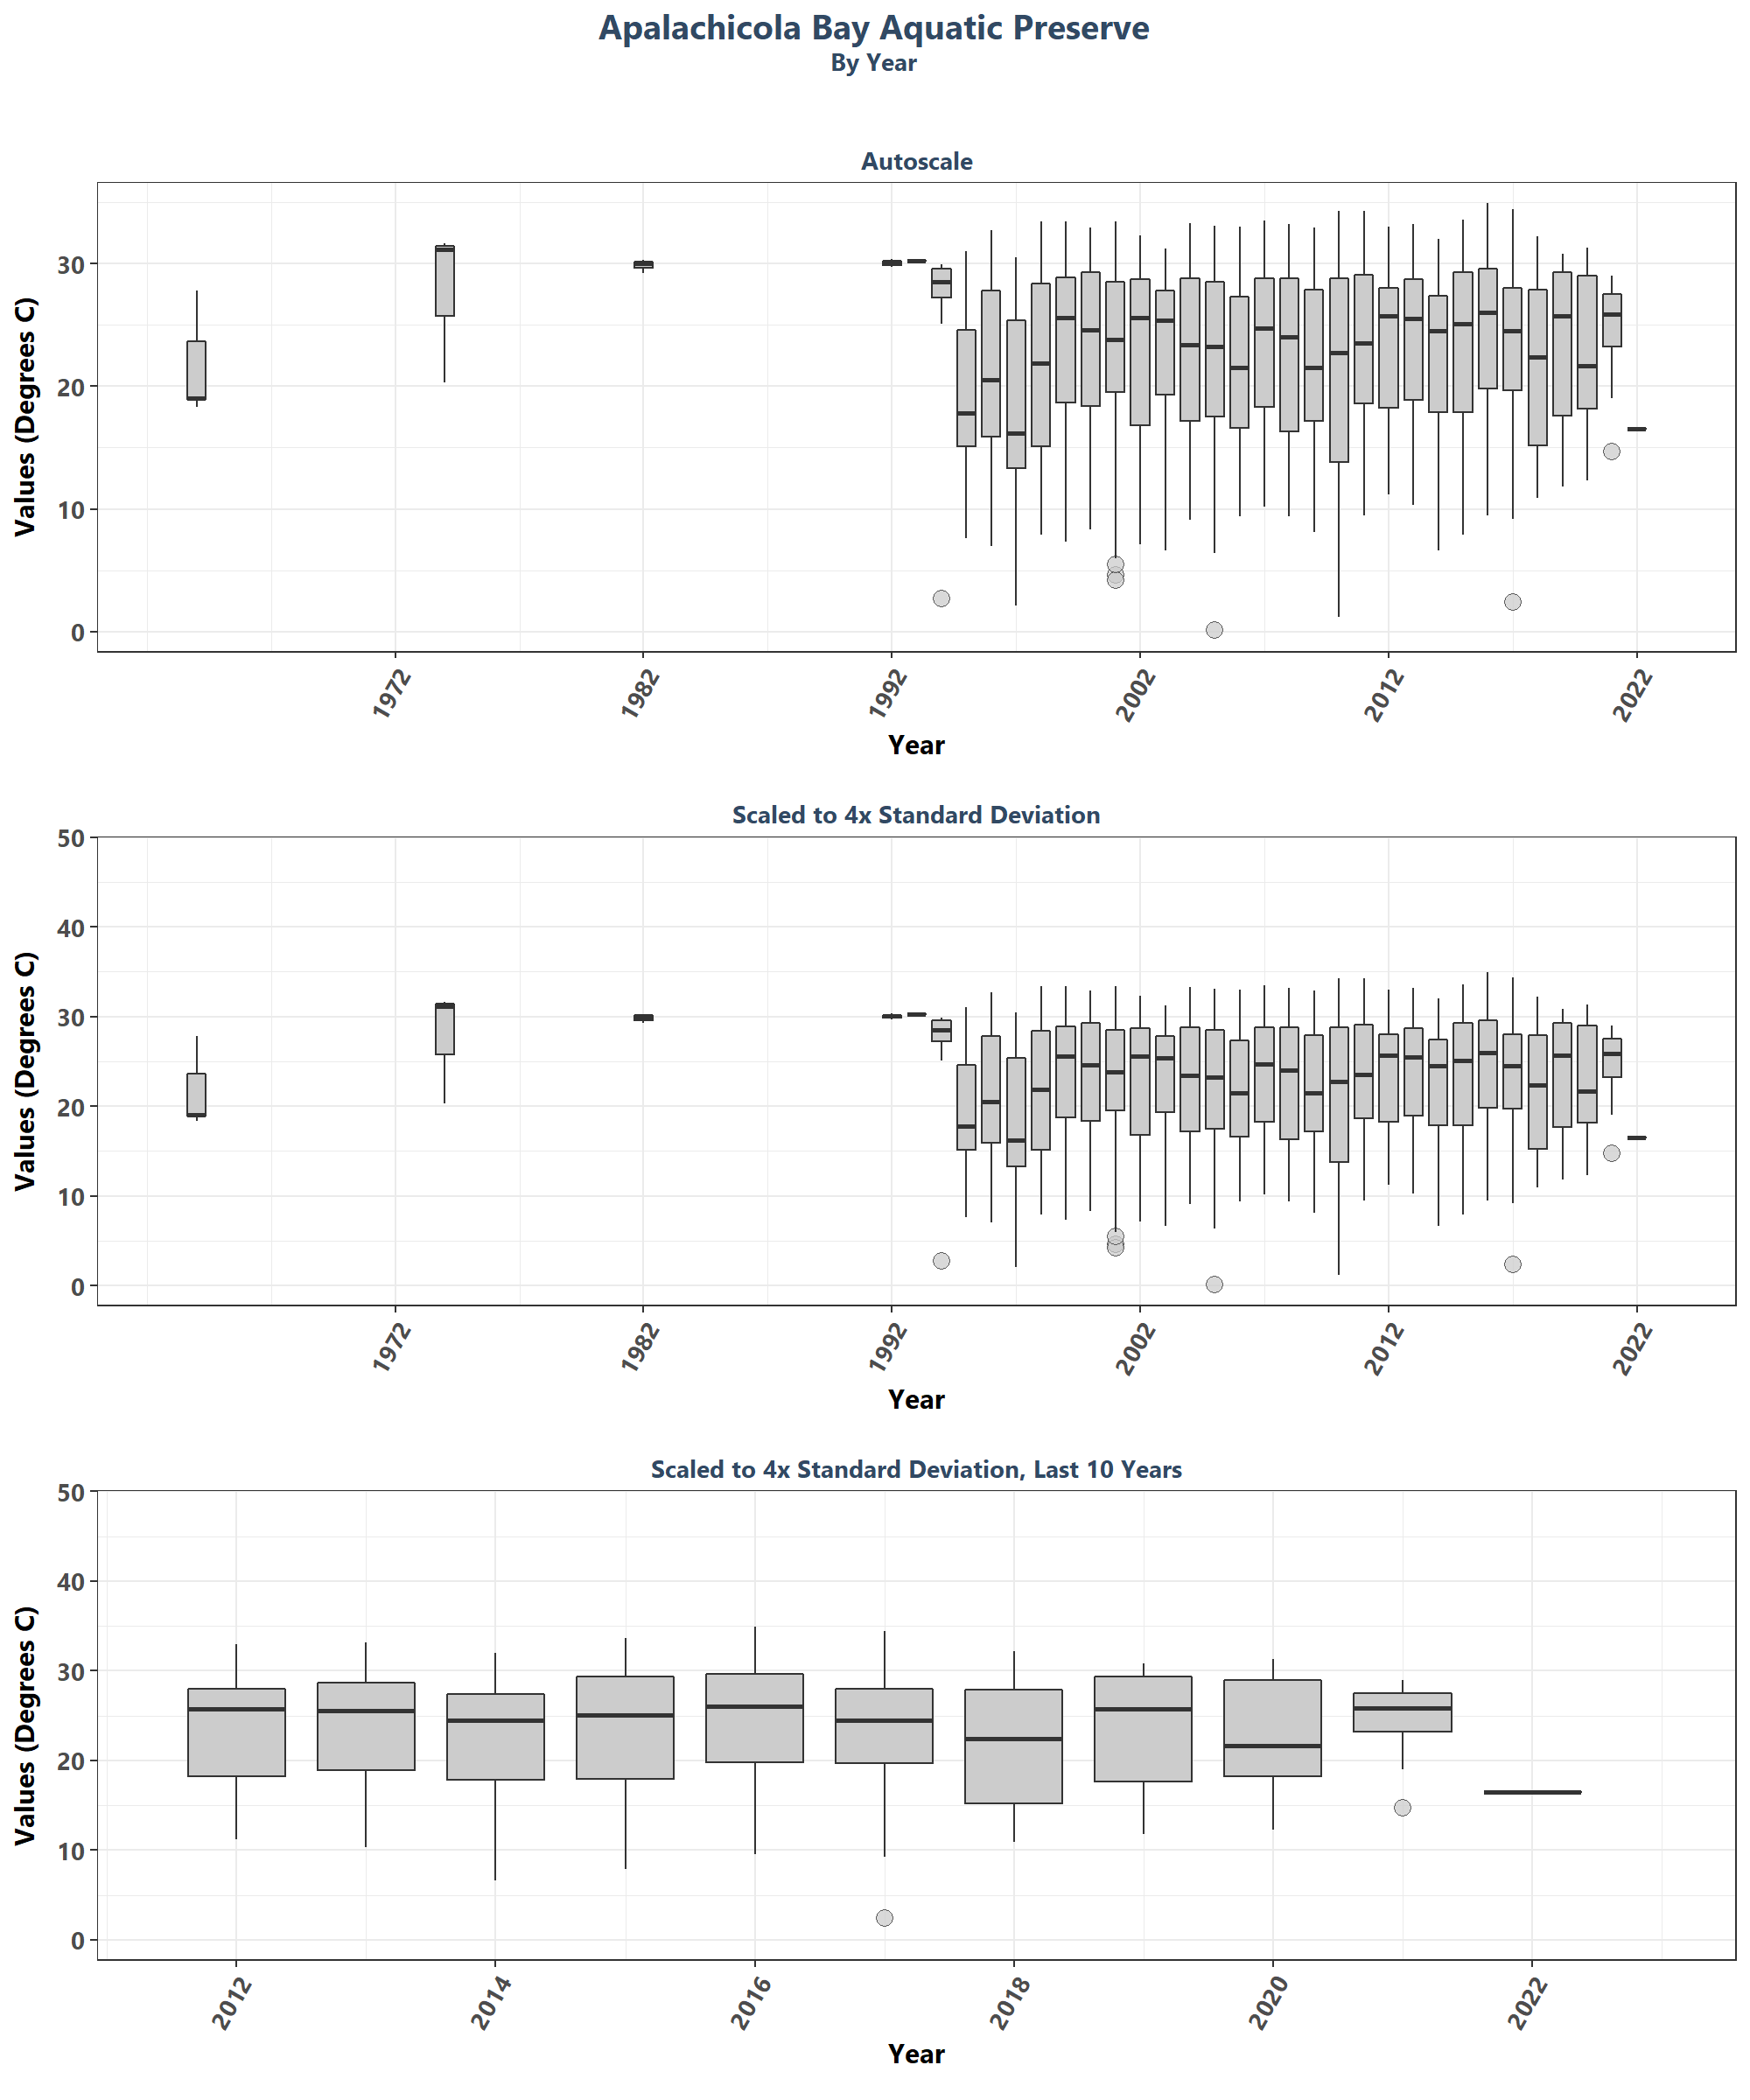 Apalachicola Bay Aquatic Preserve
By Year
Autoscale
Values (Degrees C)
30
20
10
0
1972 1982 1992 2002 2012 2022
Year
Scaled to 4x Standard Deviation
Values (Degrees C)
50
40
30
20
10
0
1972 1982 1992 2002 2012 2022
Year
Scaled to 4x Standard Deviation, Last 10 Years
Values (Degrees C)
50
40
30
20
10
0
2012 2014 2016 2018 2020 2022
Year